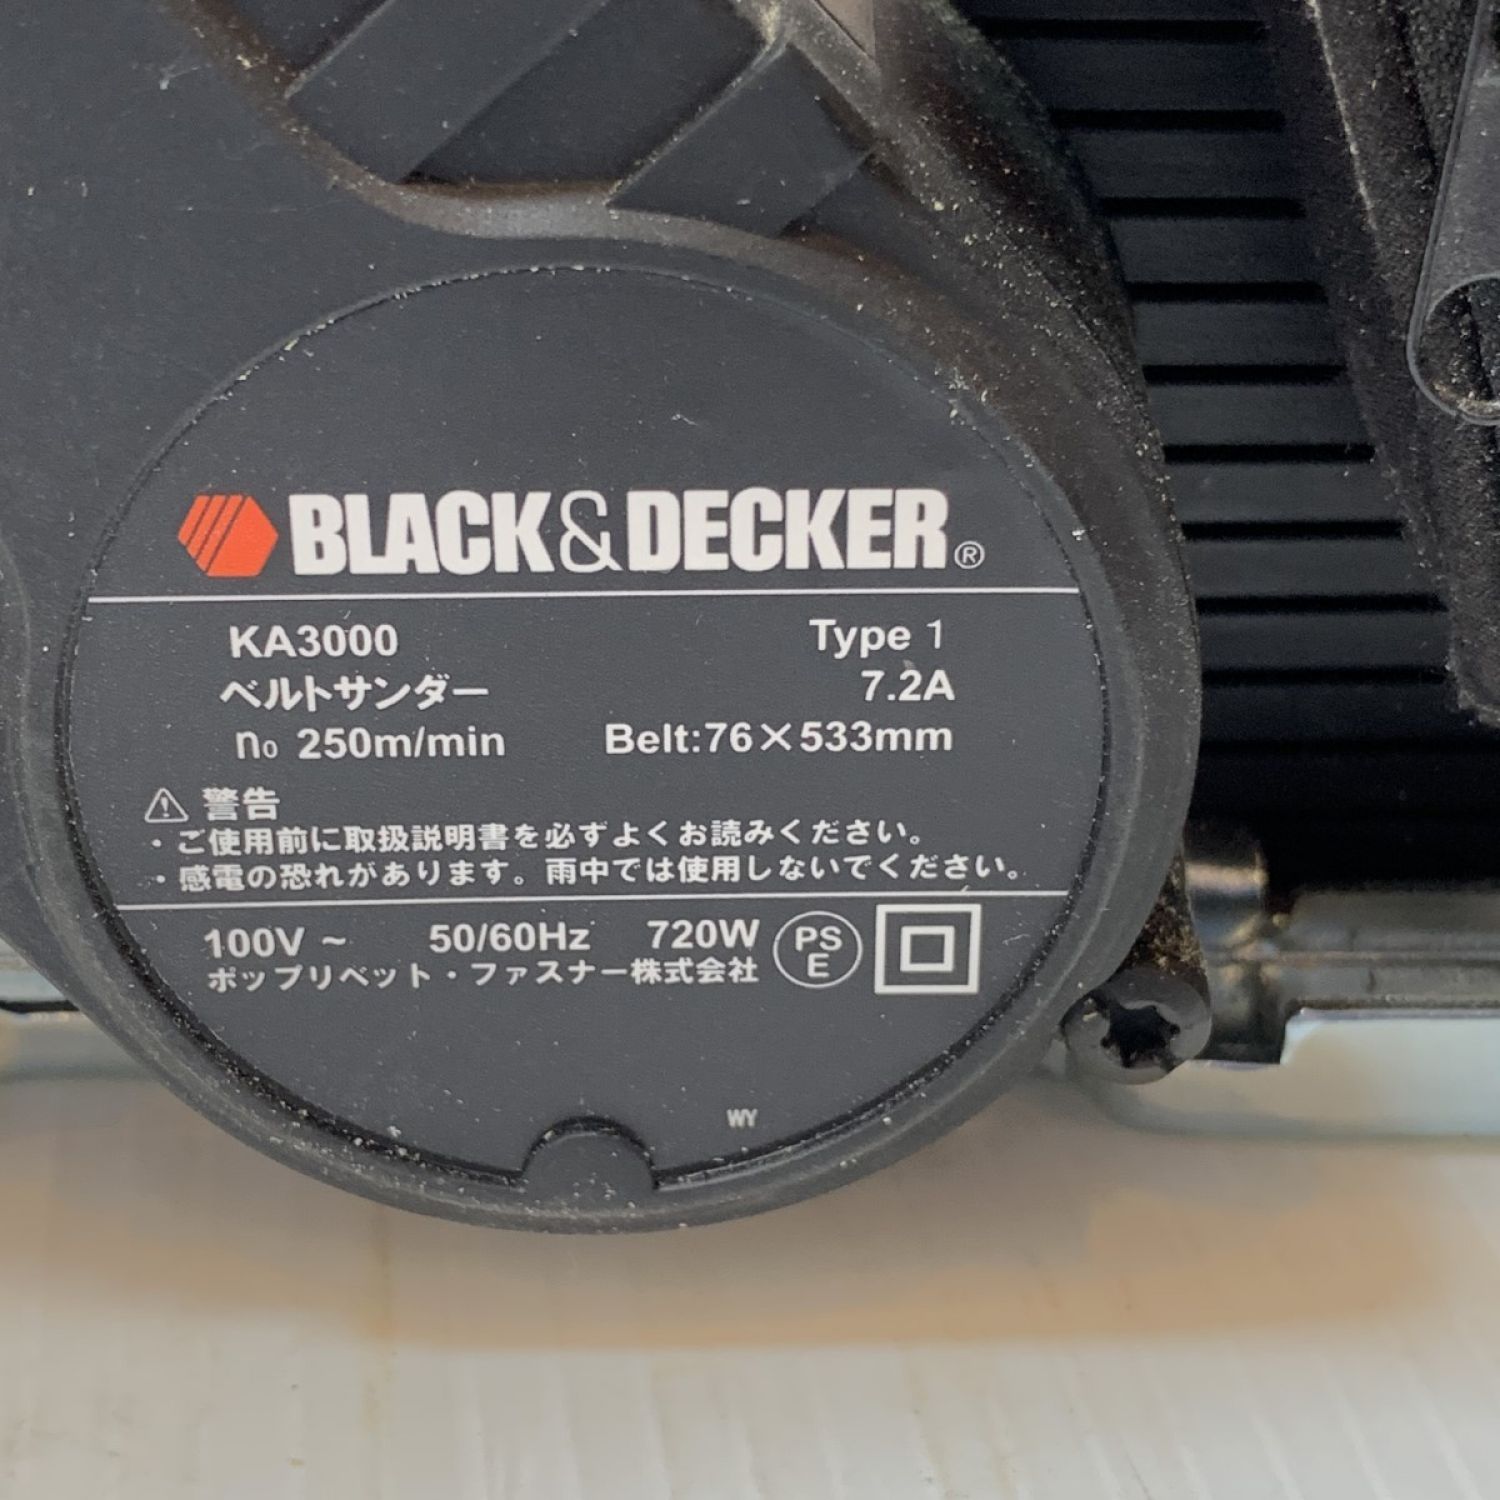 BLACK&DECKER®
KA3000 Type 1
ベルトサンダー 7.2A
n₀ 250m/min Belt:76×533mm
⚠ 警告
・ご使用前に取扱説明書を必ずよくお読みください。
・感電の恐れがあります。雨中では使用しないでください。
100V ~ 50/60Hz 720W
ポップリベット・ファスナー株式会社
PS
E
WY